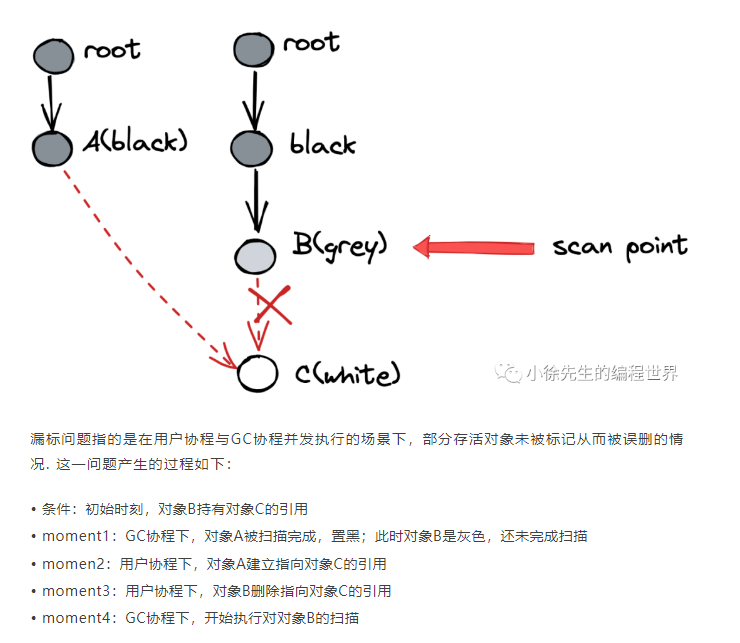 root
root
A(black)
black
B(grey)
scan point
C(white)
小徐先生的编程世界
漏标问题指的是在用户协程与GC协程并发执行的场景下，部分存活对象未被标记从而被误删的情
况. 这一问题产生的过程如下：
• 条件：初始时刻，对象B持有对象C的引用
• moment1：GC协程下，对象A被扫描完成，置黑；此时对象B是灰色，还未完成扫描
• momen2：用户协程下，对象A建立指向对象C的引用
• moment3：用户协程下，对象B删除指向对象C的引用
• moment4：GC协程下，开始执行对对象B的扫描